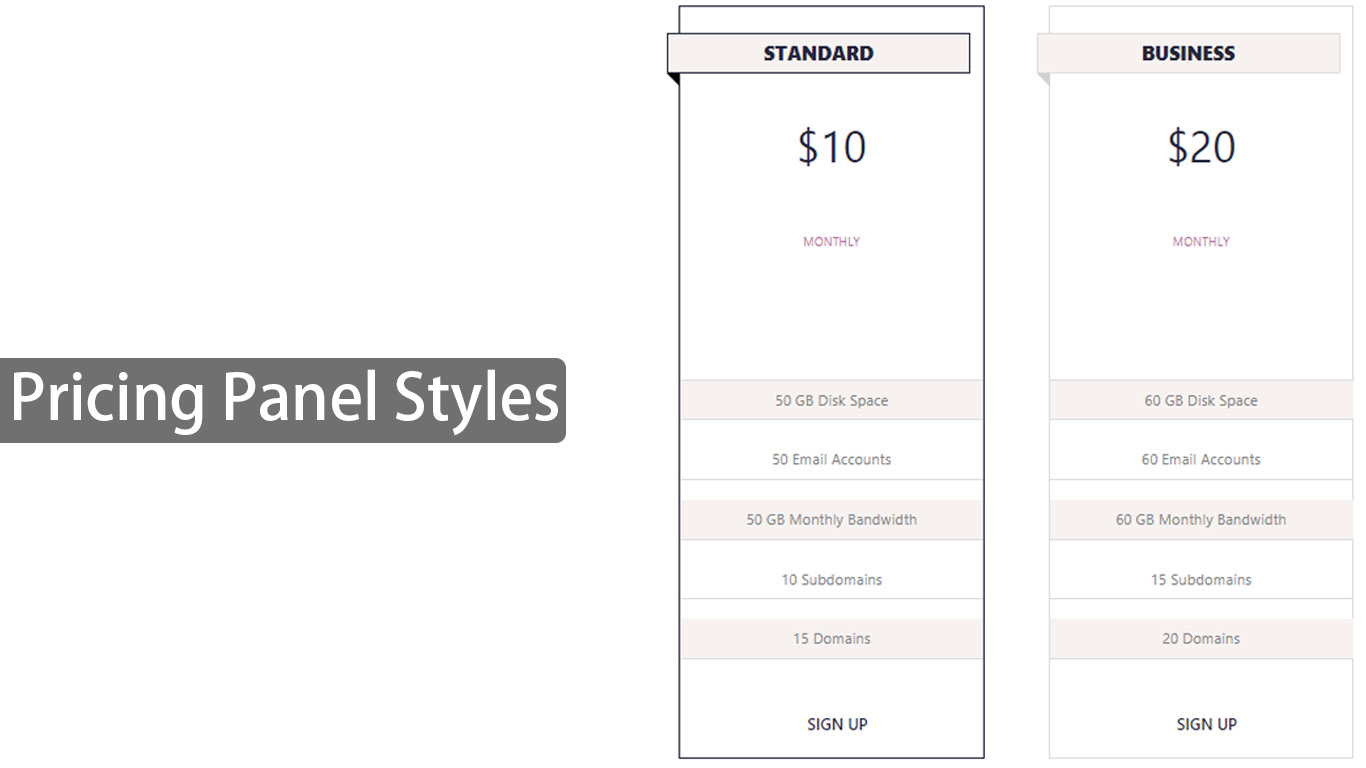 Pricing Panel Styles
STANDARD
$10
MONTHLY
50 GB Disk Space
50 Email Accounts
50 GB Monthly Bandwidth
10 Subdomains
15 Domains
SIGN UP
BUSINESS
$20
MONTHLY
60 GB Disk Space
60 Email Accounts
60 GB Monthly Bandwidth
15 Subdomains
20 Domains
SIGN UP